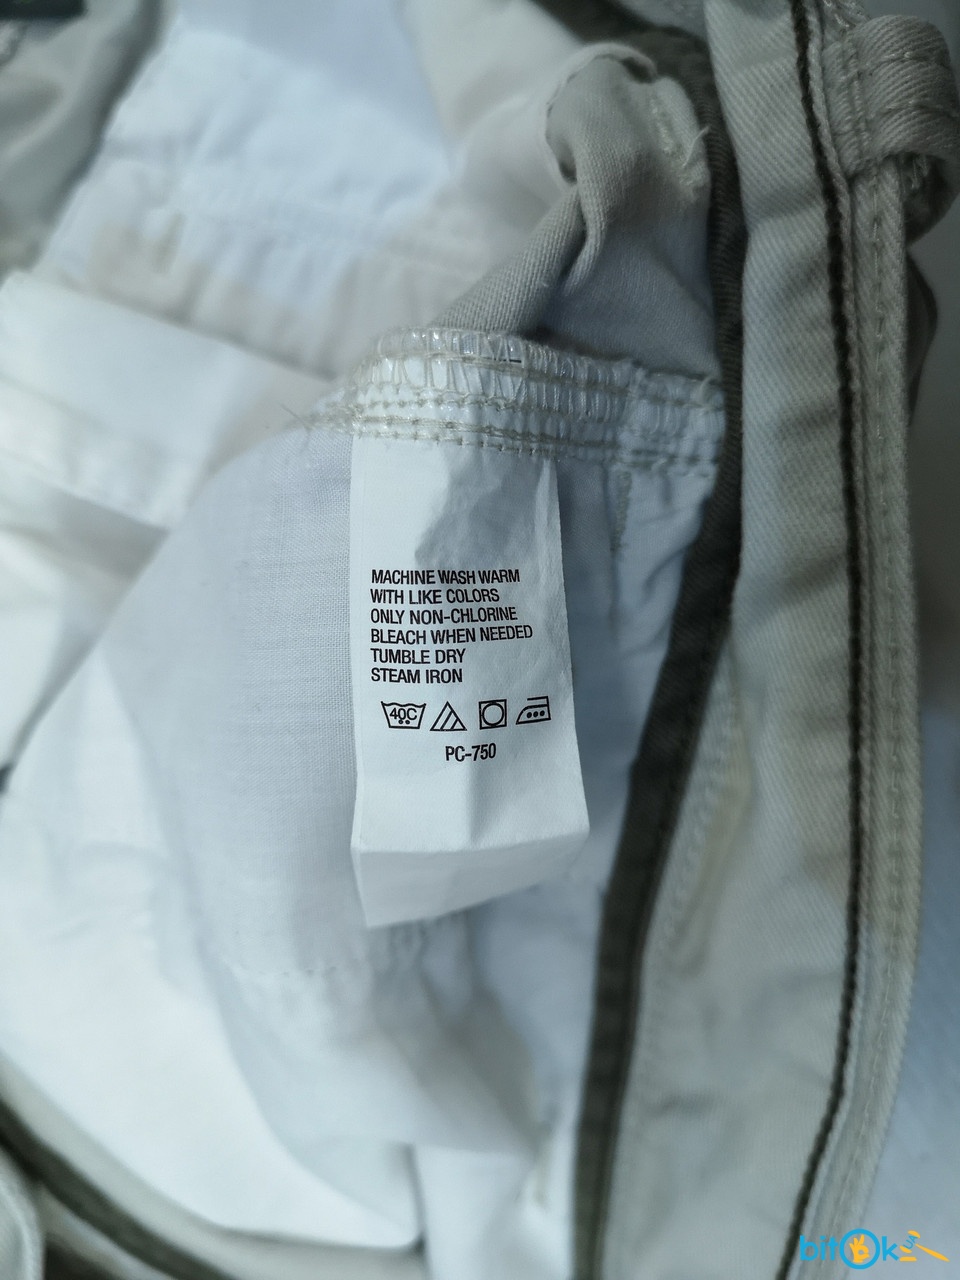 MACHINE WASH WARM
WITH LIKE COLORS
ONLY NON-CHLORINE
BLEACH WHEN NEEDED
TUMBLE DRY
STEAM IRON
40C
PC-750
bitOk